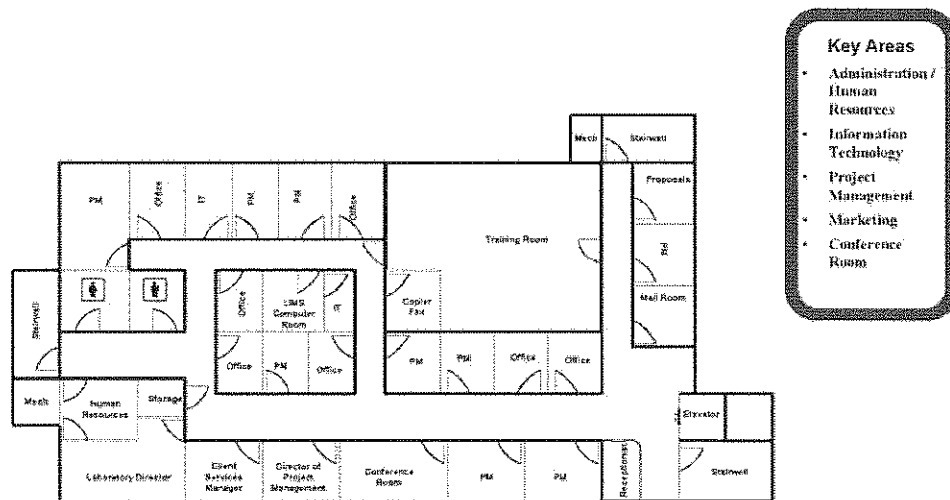 Key Areas
• Administration /
Human
Resources
• Information
Technology
• Project
Management
• Marketing
• Conference
Room
Mech
Stairwell
PM
Office
IT
PM
PM
Office
Training Room
Proposals
PM
Mail Room
Stairwell
Office
LIMS
Computer
Room
IT
Copier
Fax
Office
PM
Office
PM
PM
Office
Office
Mech
Human
Resources
Storage
Elevator
Laboratory Director
Client
Services
Manager
Director of
Project
Management
Conference
Room
PM
PM
Receptionist
Stairwell